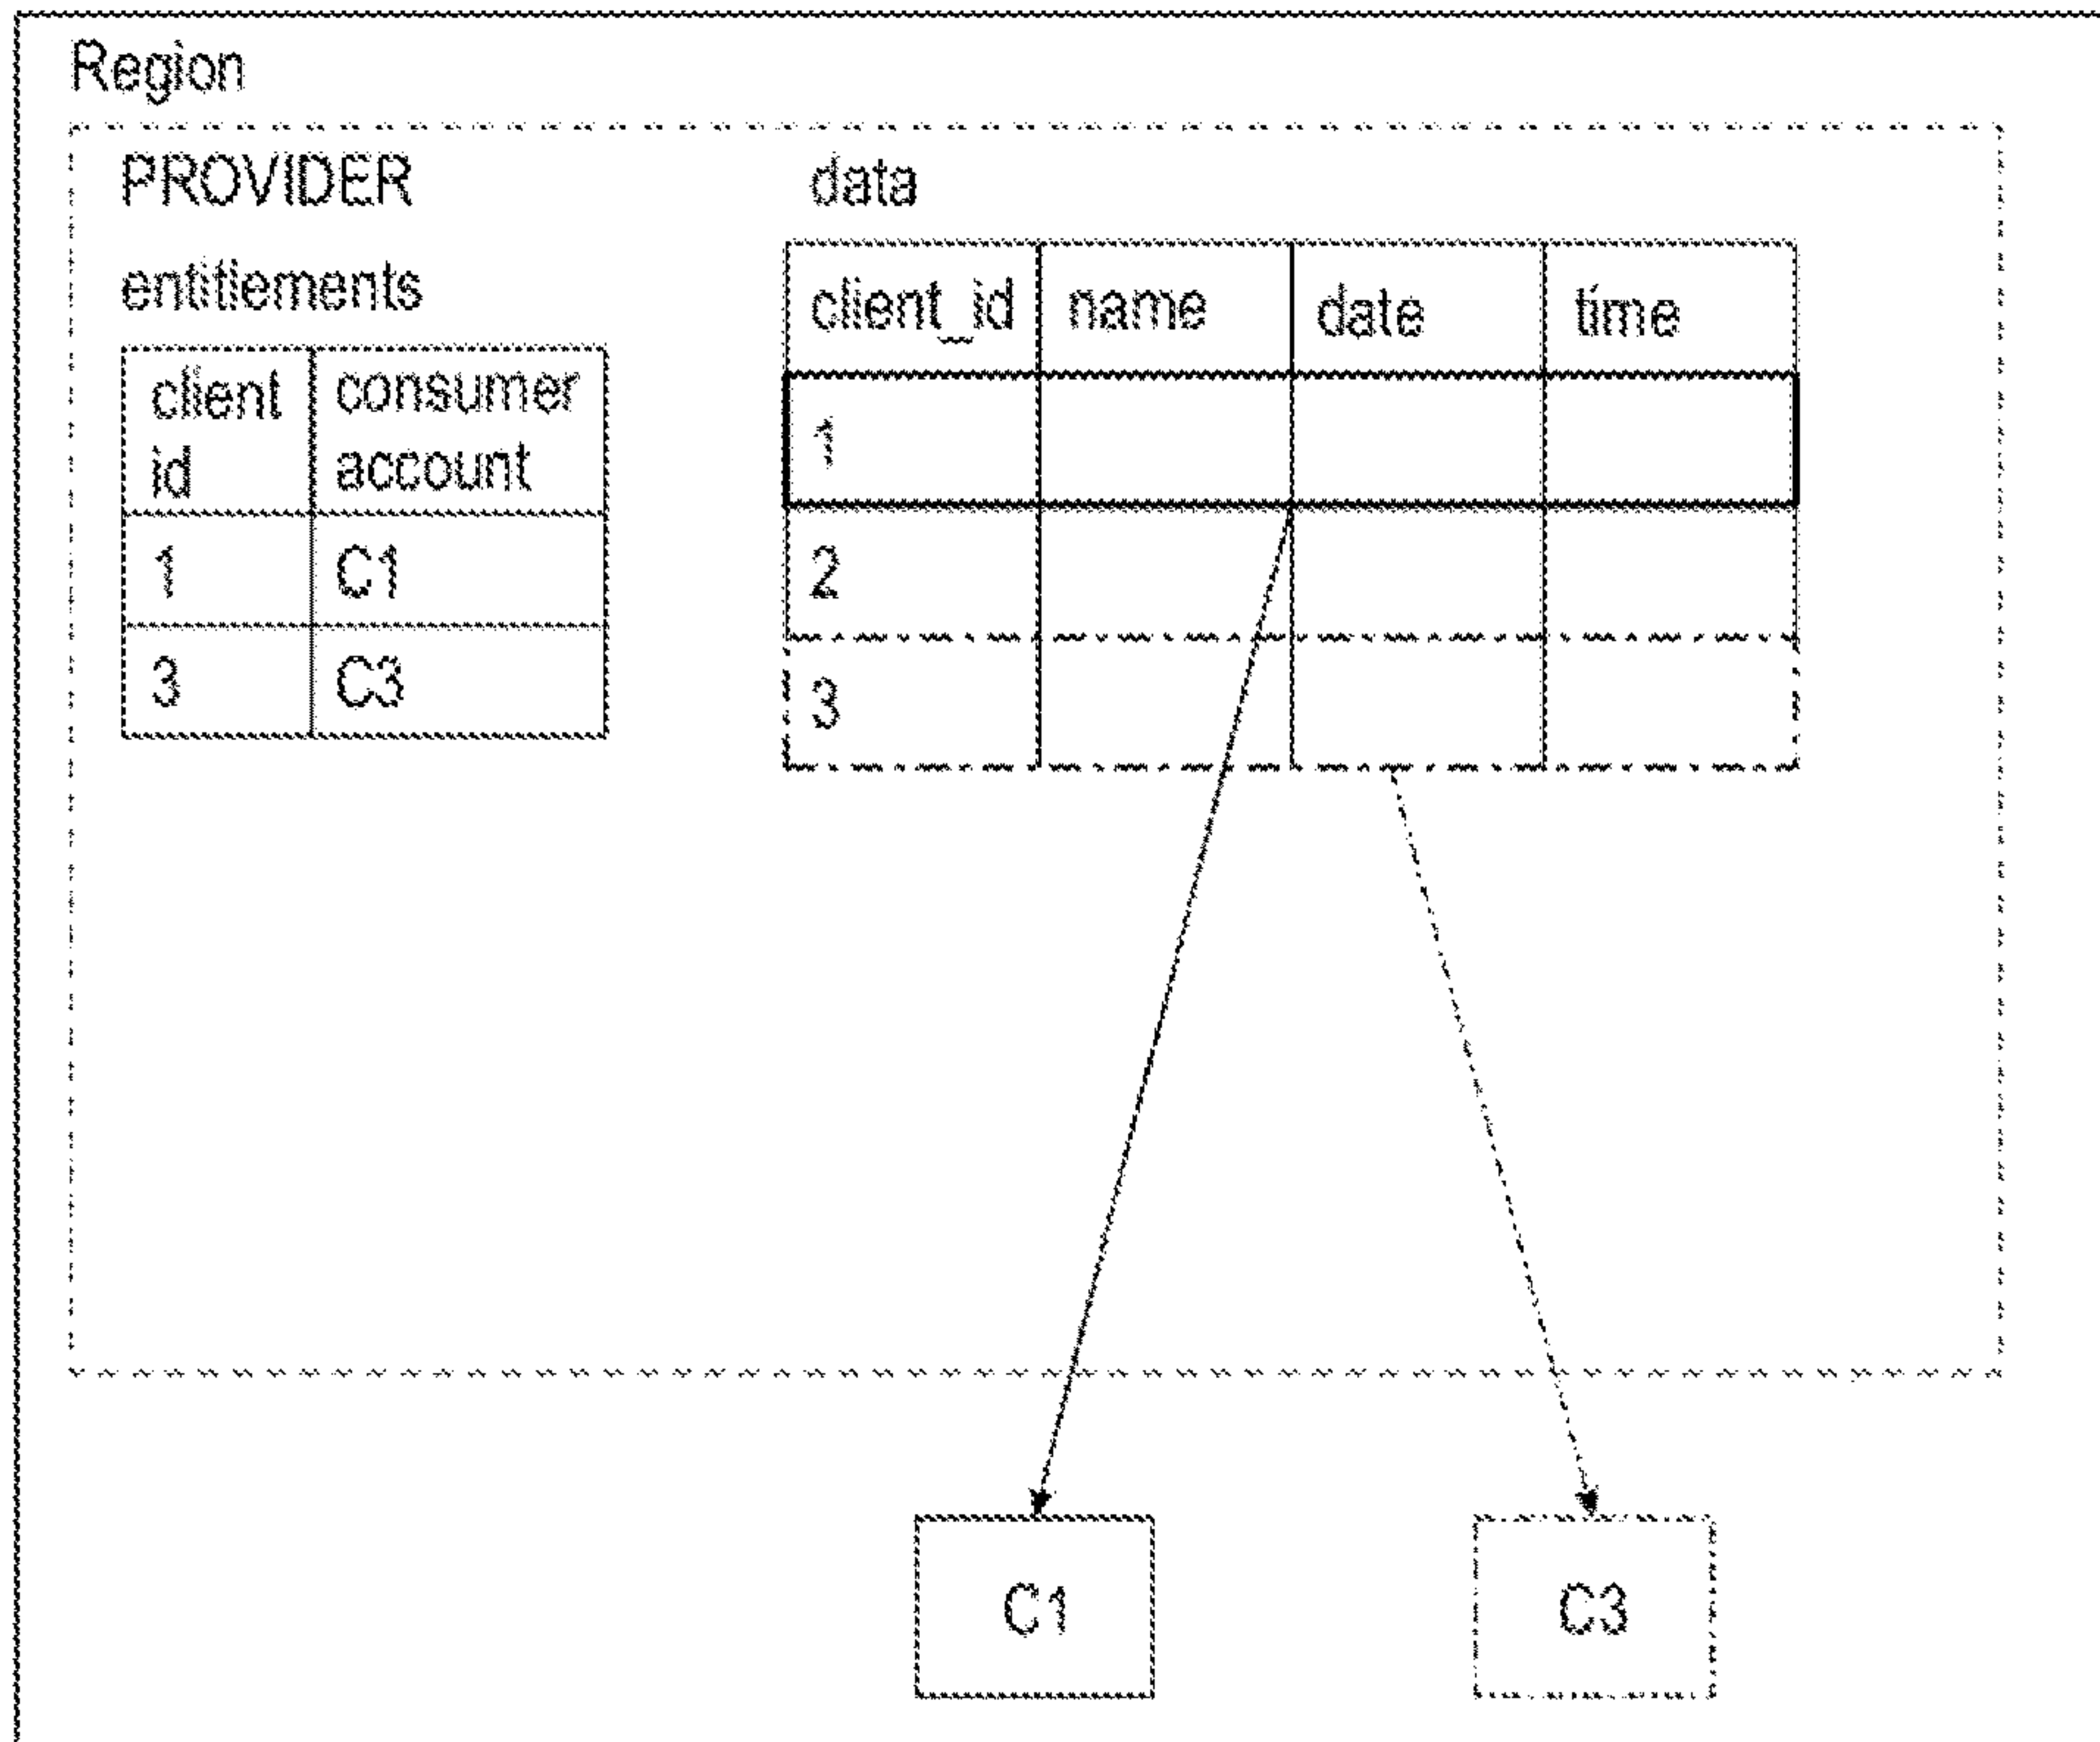 Region
PROVIDER
entitlements
client id consumer account
1 C1
3 C3
data
client_id name date time
1
2
3
C1
C3